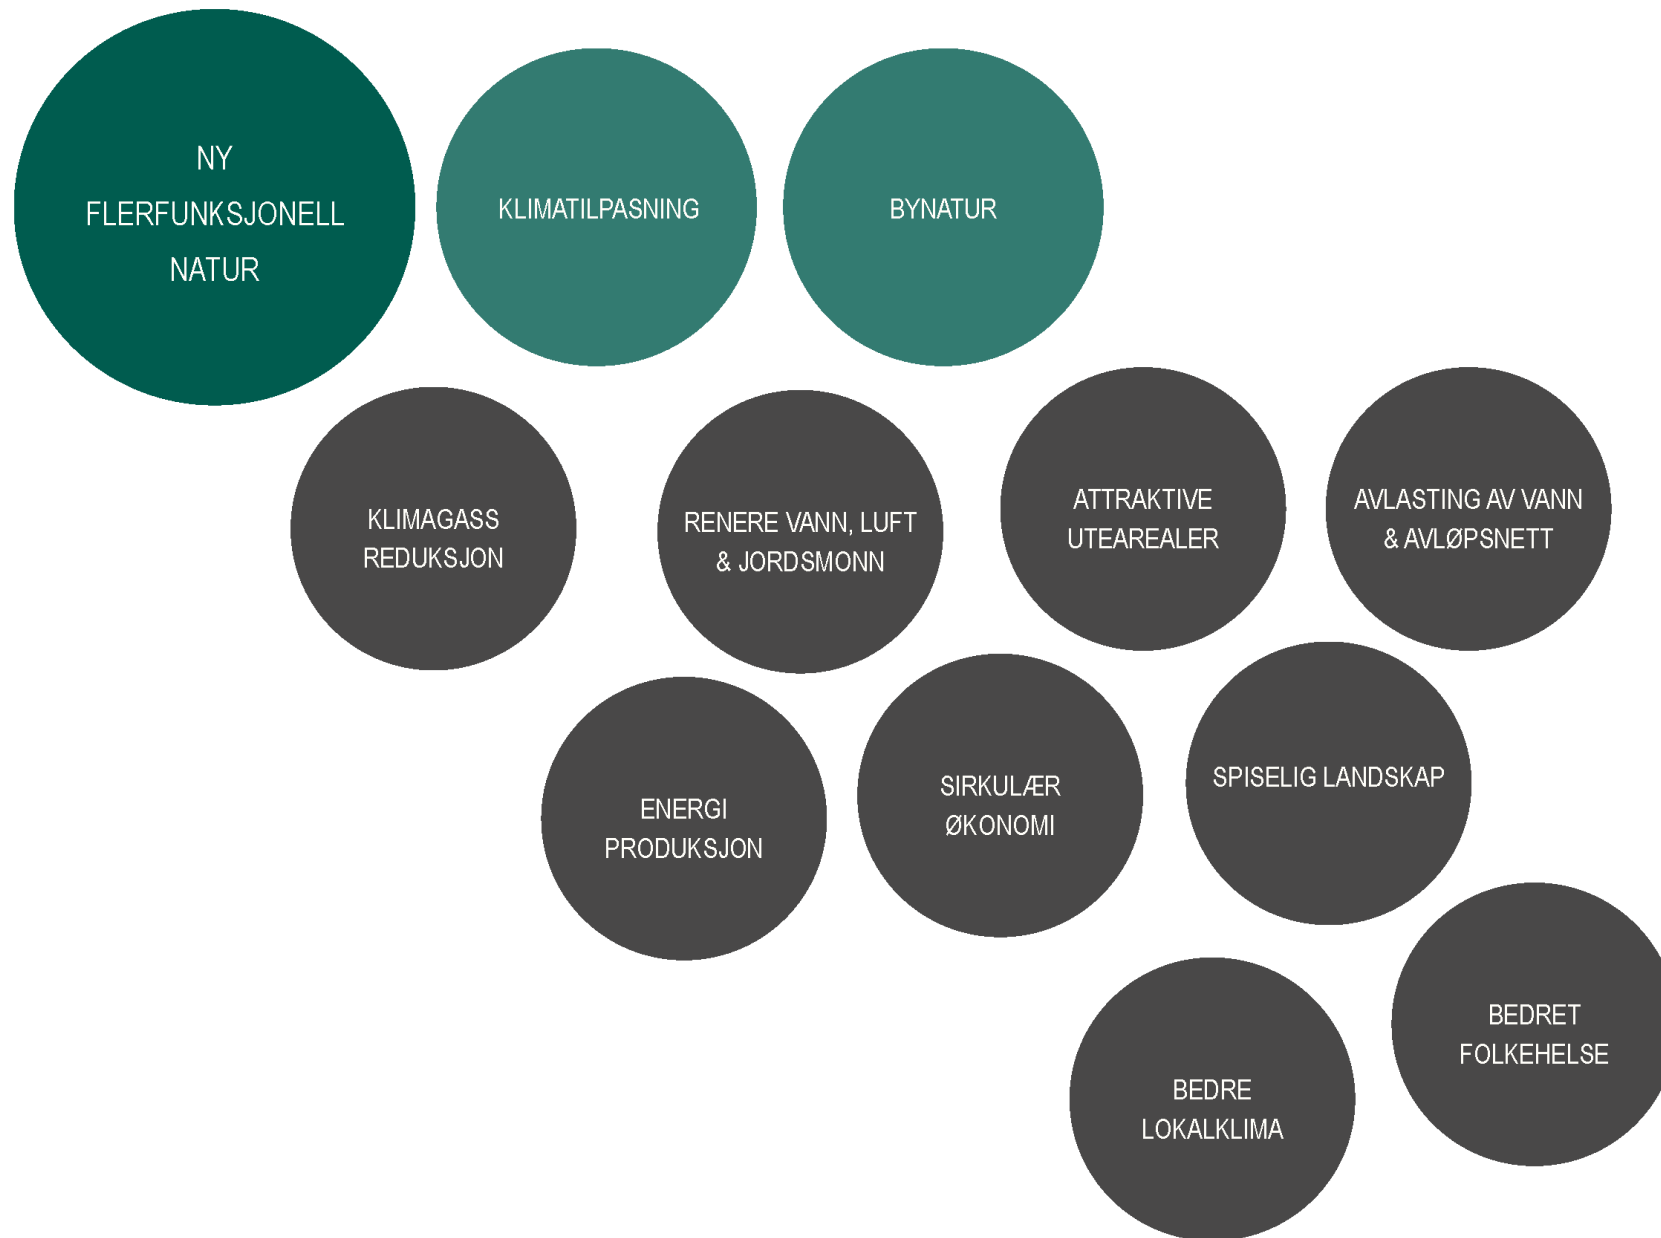 NY
FLERFUNKSJONELL
NATUR
KLIMATILPASNING
BYNATUR
KLIMAGASS
REDUKSJON
RENERE VANN, LUFT
& JORDSMONN
ATTRAKTIVE
UTEAREALER
AVLASTING AV VANN
& AVLØPSNETT
ENERGI
PRODUKSJON
SIRKULÆR
ØKONOMI
SPISELIG LANDSKAP
BEDRE
LOKALKLIMA
BEDRET
FOLKEHELSE